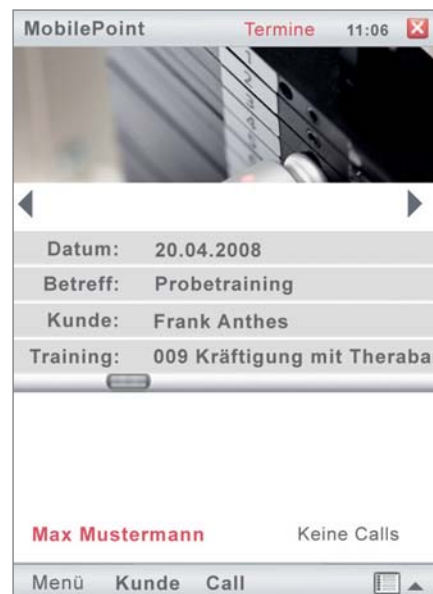 MobilePoint Termine 11:06
Datum: 20.04.2008
Betreff: Probetraining
Kunde: Frank Anthes
Training: 009 Kräftigung mit Theraba
Max Mustermann Keine Calls
Menü Kunde Call